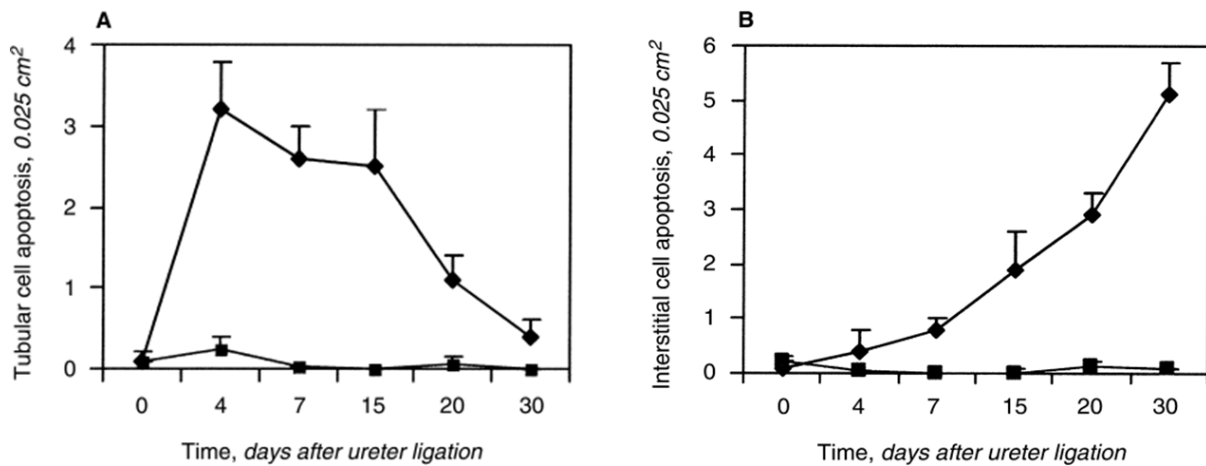 A
Tubular cell apoptosis, 0.025 cm²
4
3
2
1
0
0 4 7 15 20 30
Time, days after ureter ligation
B
Interstitial cell apoptosis, 0.025 cm²
6
5
4
3
2
1
0
0 4 7 15 20 30
Time, days after ureter ligation